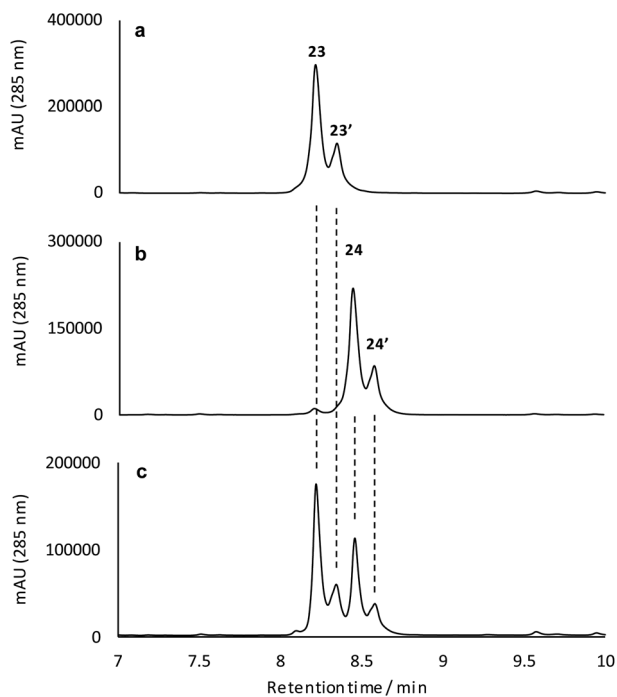 a
400000
23
200000
23’
0
mAU (285 nm)
b
300000
24
150000
24’
0
mAU (285 nm)
c
200000
100000
0
mAU (285 nm)
7 7.5 8 8.5 9 9.5 10
Retention time / min